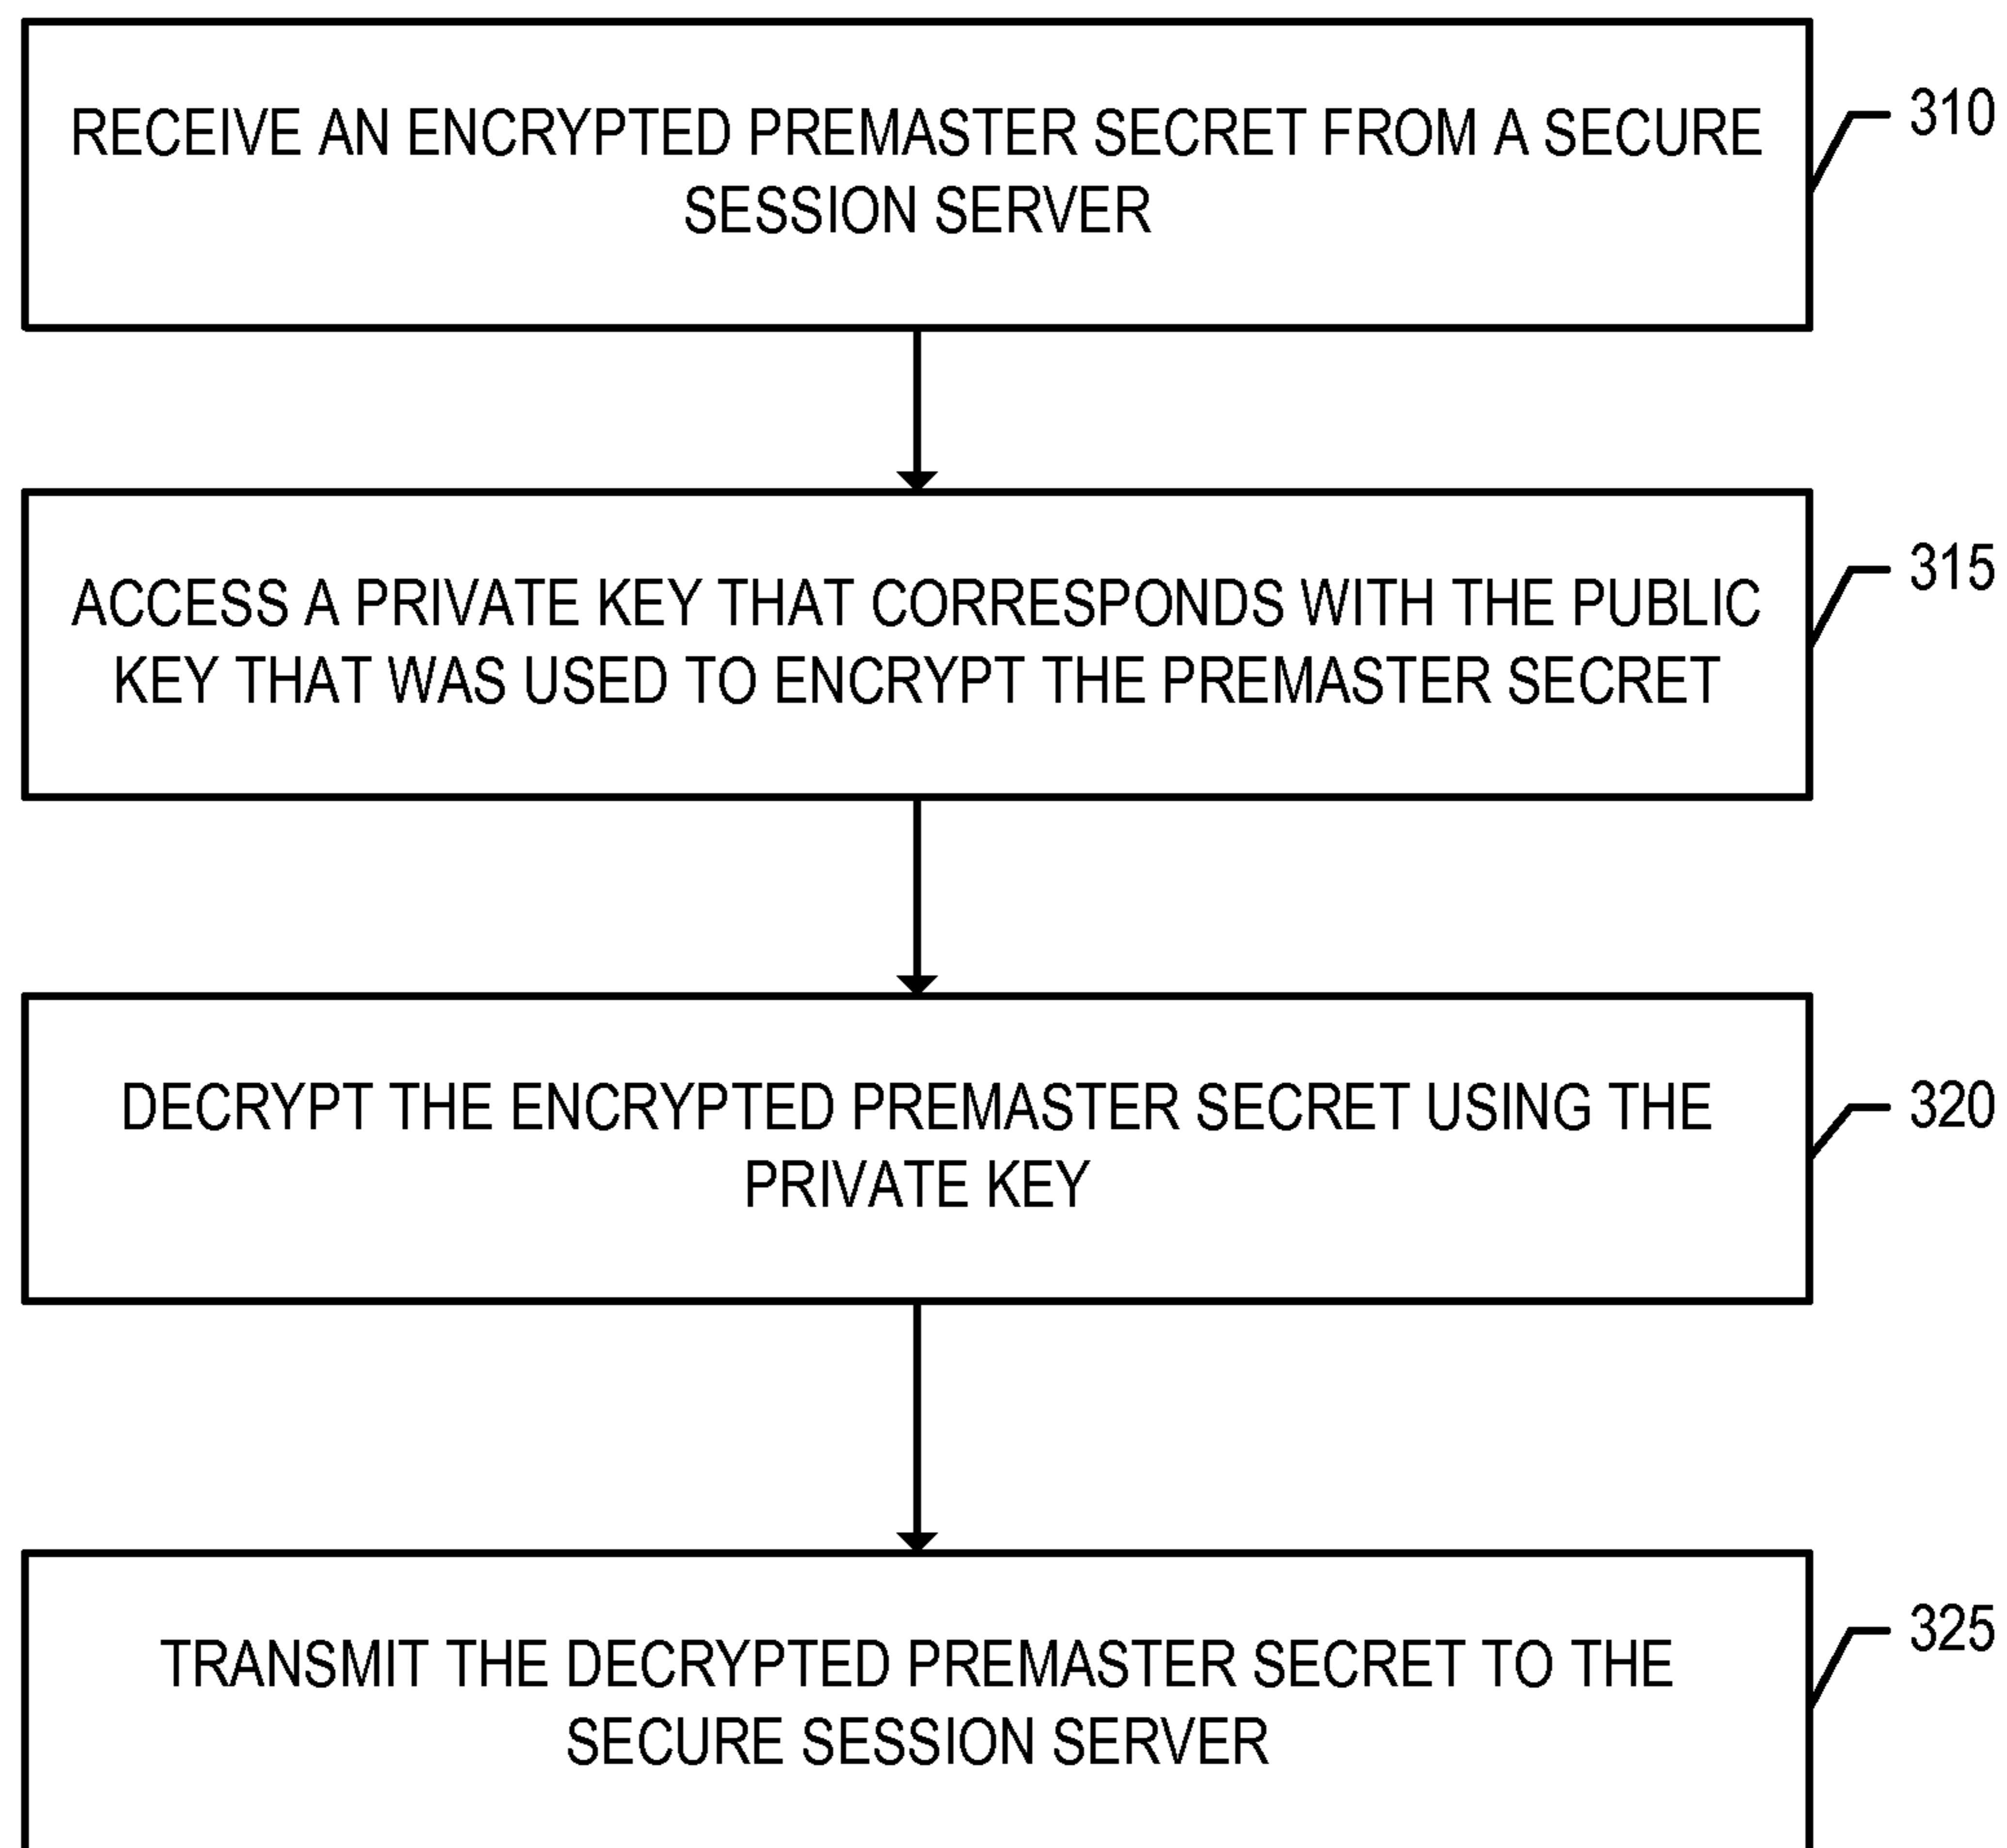 RECEIVE AN ENCRYPTED PREMASTER SECRET FROM A SECURE
SESSION SERVER
310
ACCESS A PRIVATE KEY THAT CORRESPONDS WITH THE PUBLIC
KEY THAT WAS USED TO ENCRYPT THE PREMASTER SECRET
315
DECRYPT THE ENCRYPTED PREMASTER SECRET USING THE
PRIVATE KEY
320
TRANSMIT THE DECRYPTED PREMASTER SECRET TO THE
SECURE SESSION SERVER
325